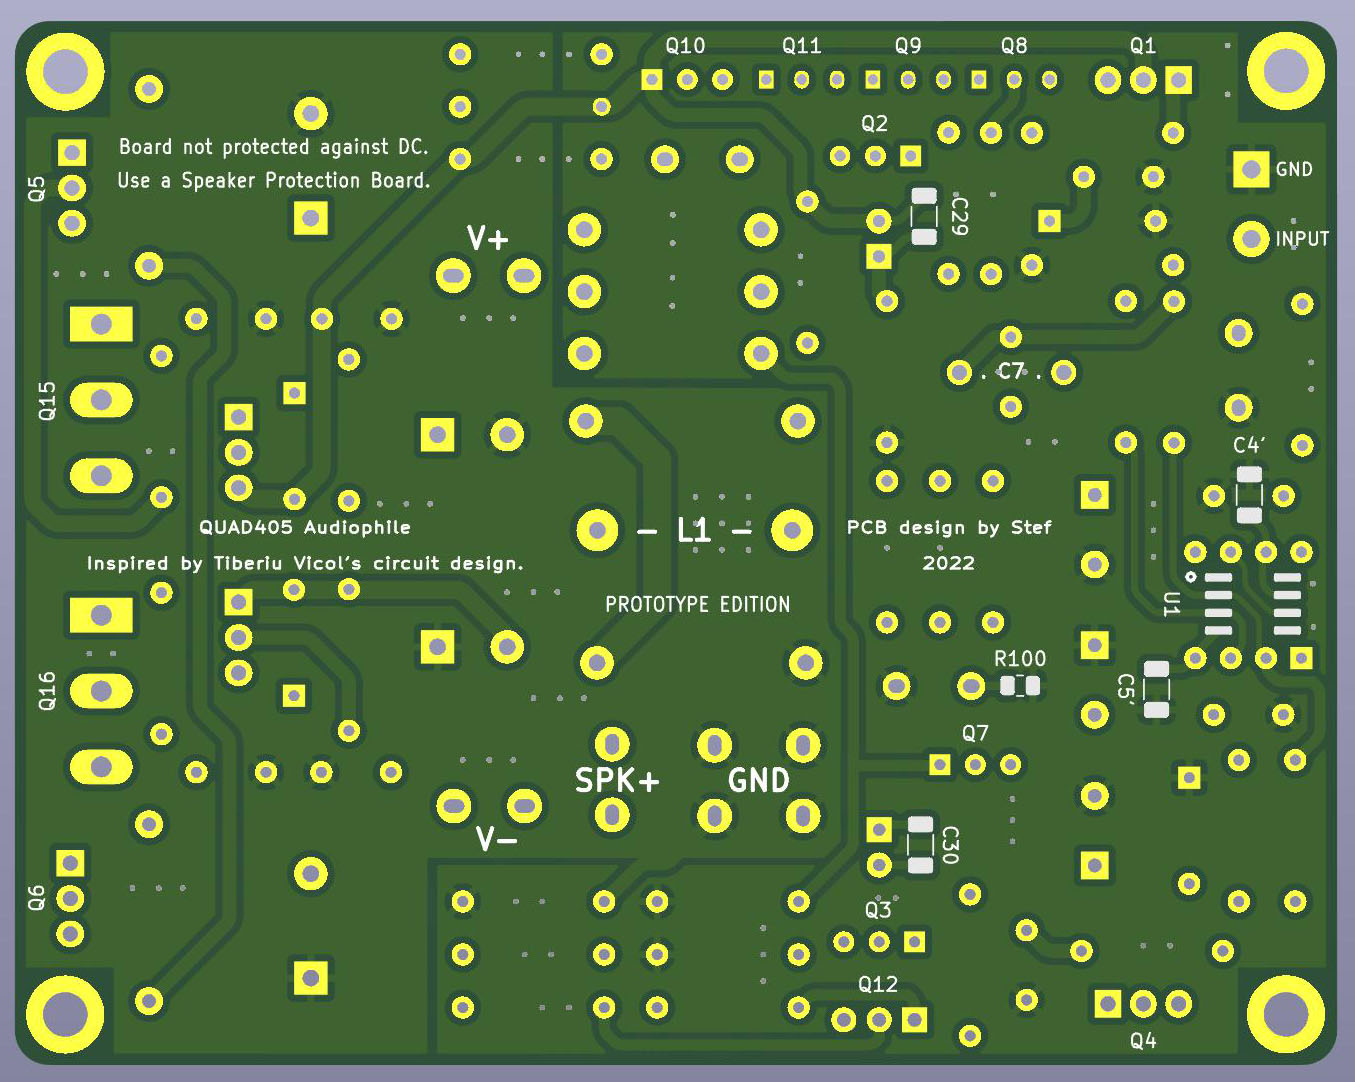 Q10 Q11 Q9 Q8 Q1
Q2
Board not protected against DC.
Use a Speaker Protection Board.
Q5
GND
C29
V+
INPUT
. C7 .
Q15
C4'
QUAD405 Audiophile
- L1 -
PCB design by Stef
Inspired by Tiberiu Vicol's circuit design.
2022
PROTOTYPE EDITION
U1
R100
Q16
C5'
Q7
SPK+ GND
V-
C30
Q6
Q3
Q12
Q4